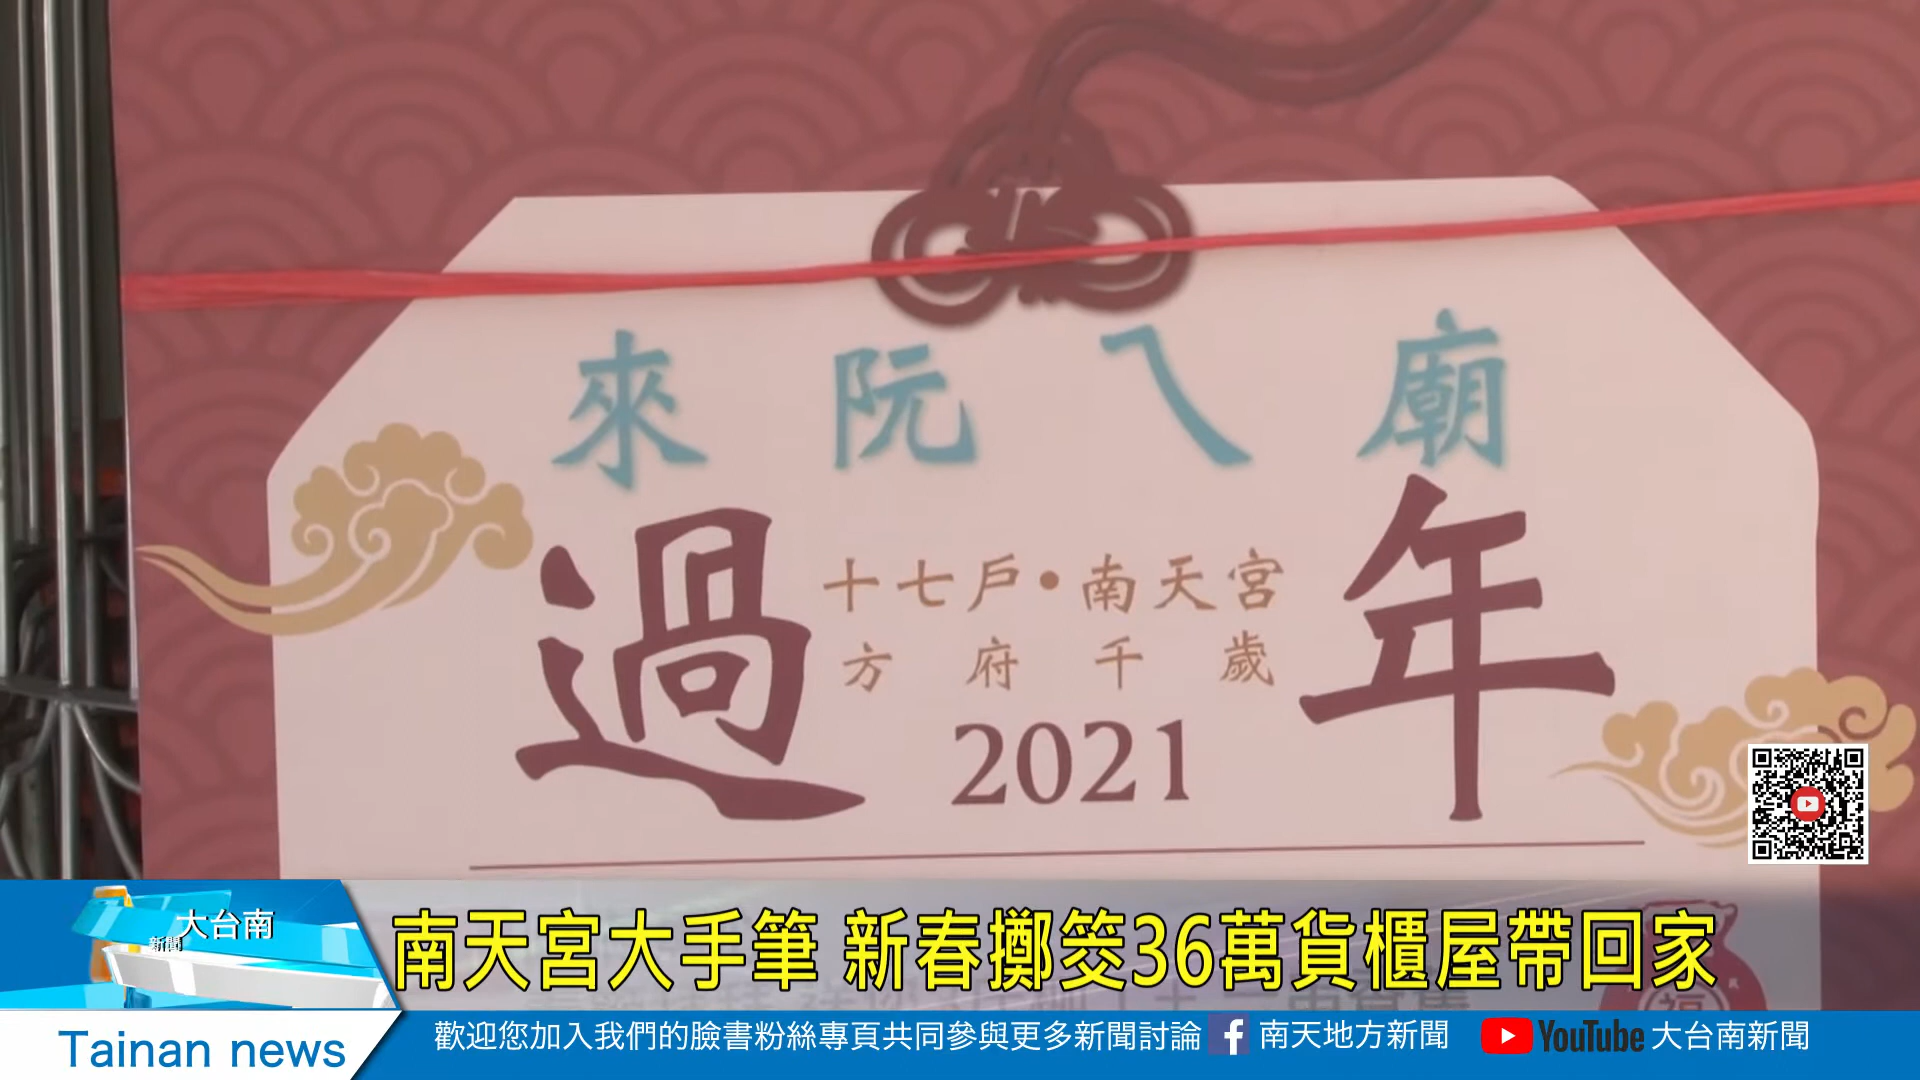 來阮ㄟ廟
過年
十七戶•南天宮
方府千歲
2021
大台南
新聞
南天宮大手筆 新春擲筊36萬貨櫃屋帶回家
福
Tainan news
歡迎您加入我們的臉書粉絲專頁共同參與更多新聞討論 南天地方新聞 YouTube 大台南新聞